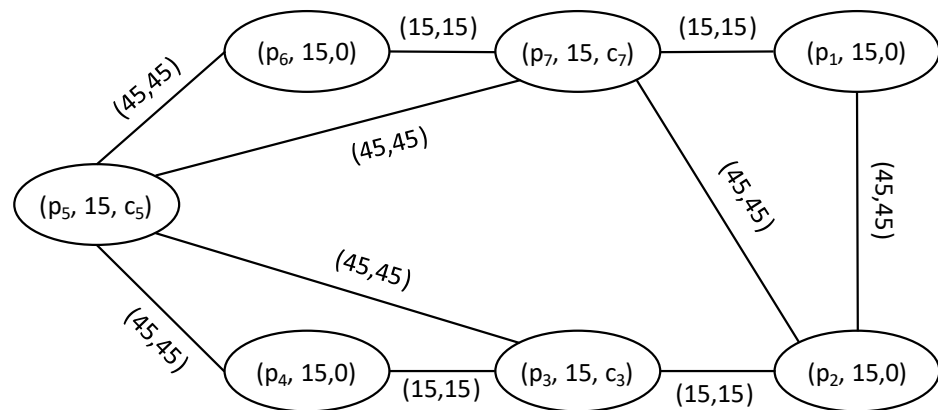 (15,15)
(15,15)
(p₆, 15,0)
(p₇, 15, c₇)
(p₁, 15,0)
(45,45)
(45,45)
(45,45)
(45,45)
(p₅, 15, c₅)
(45,45)
(45,45)
(p₄, 15,0)
(p₃, 15, c₃)
(p₂, 15,0)
(15,15)
(15,15)